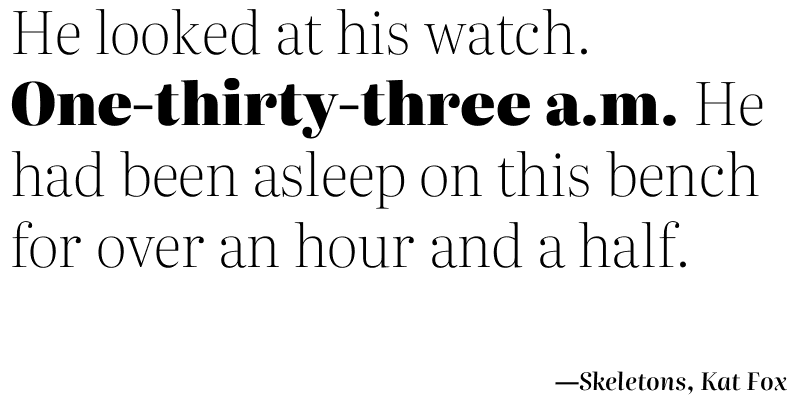 He looked at his watch.
One-thirty-three a.m. He
had been asleep on this bench
for over an hour and a half.
—Skeletons, Kat Fox